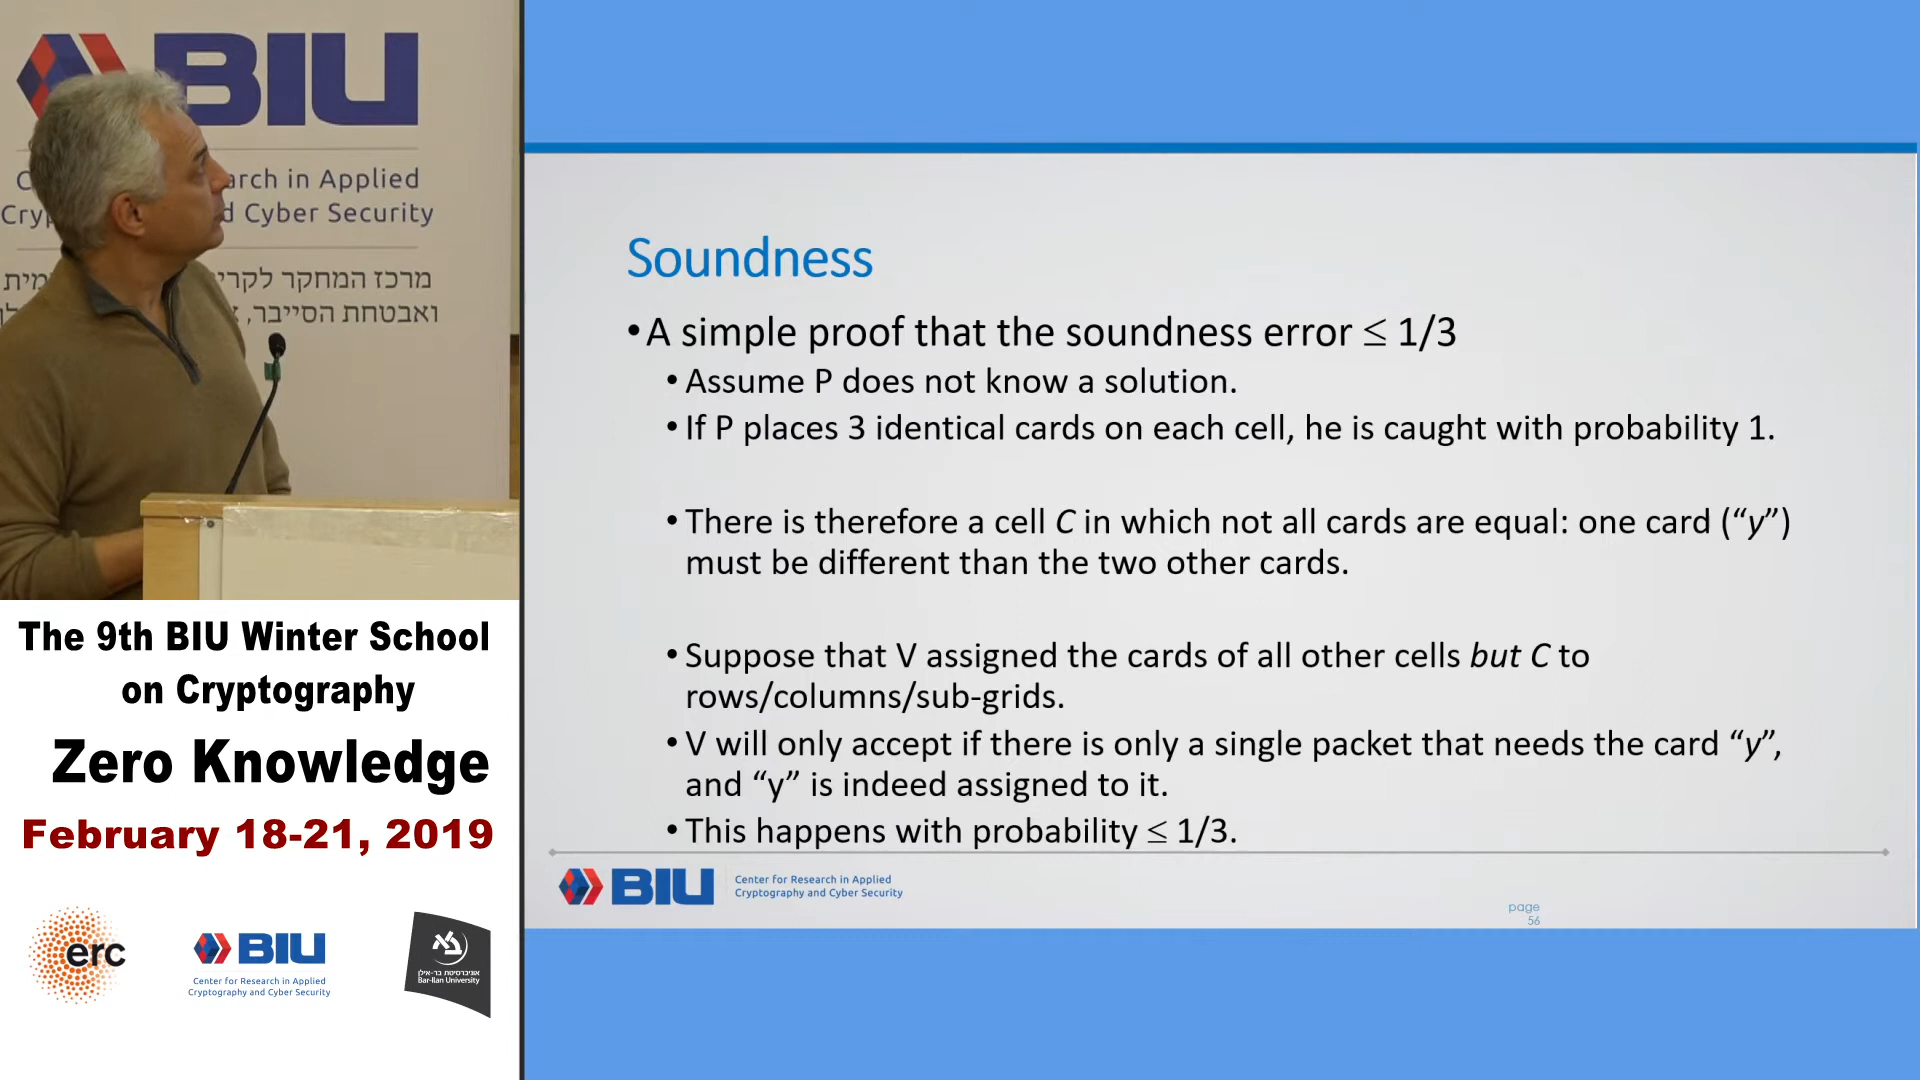 BIU
arch in Applied
Cryp d Cyber Security
מרכז המחקר לקרי מית
ואבטחת הסייבר,
The 9th BIU Winter School
on Cryptography
Zero Knowledge
February 18-21, 2019
erc
BIU
Center for Research in Applied
Cryptography and Cyber Security
אוניברסיטת בר-אילן
Bar-Ilan University
Soundness
•A simple proof that the soundness error ≤ 1/3
•Assume P does not know a solution.
•If P places 3 identical cards on each cell, he is caught with probability 1.
•There is therefore a cell C in which not all cards are equal: one card (“y”)
must be different than the two other cards.
•Suppose that V assigned the cards of all other cells but C to
rows/columns/sub-grids.
•V will only accept if there is only a single packet that needs the card “y”,
and “y” is indeed assigned to it.
•This happens with probability ≤ 1/3.
BIU
Center for Research in Applied
Cryptography and Cyber Security
page
56